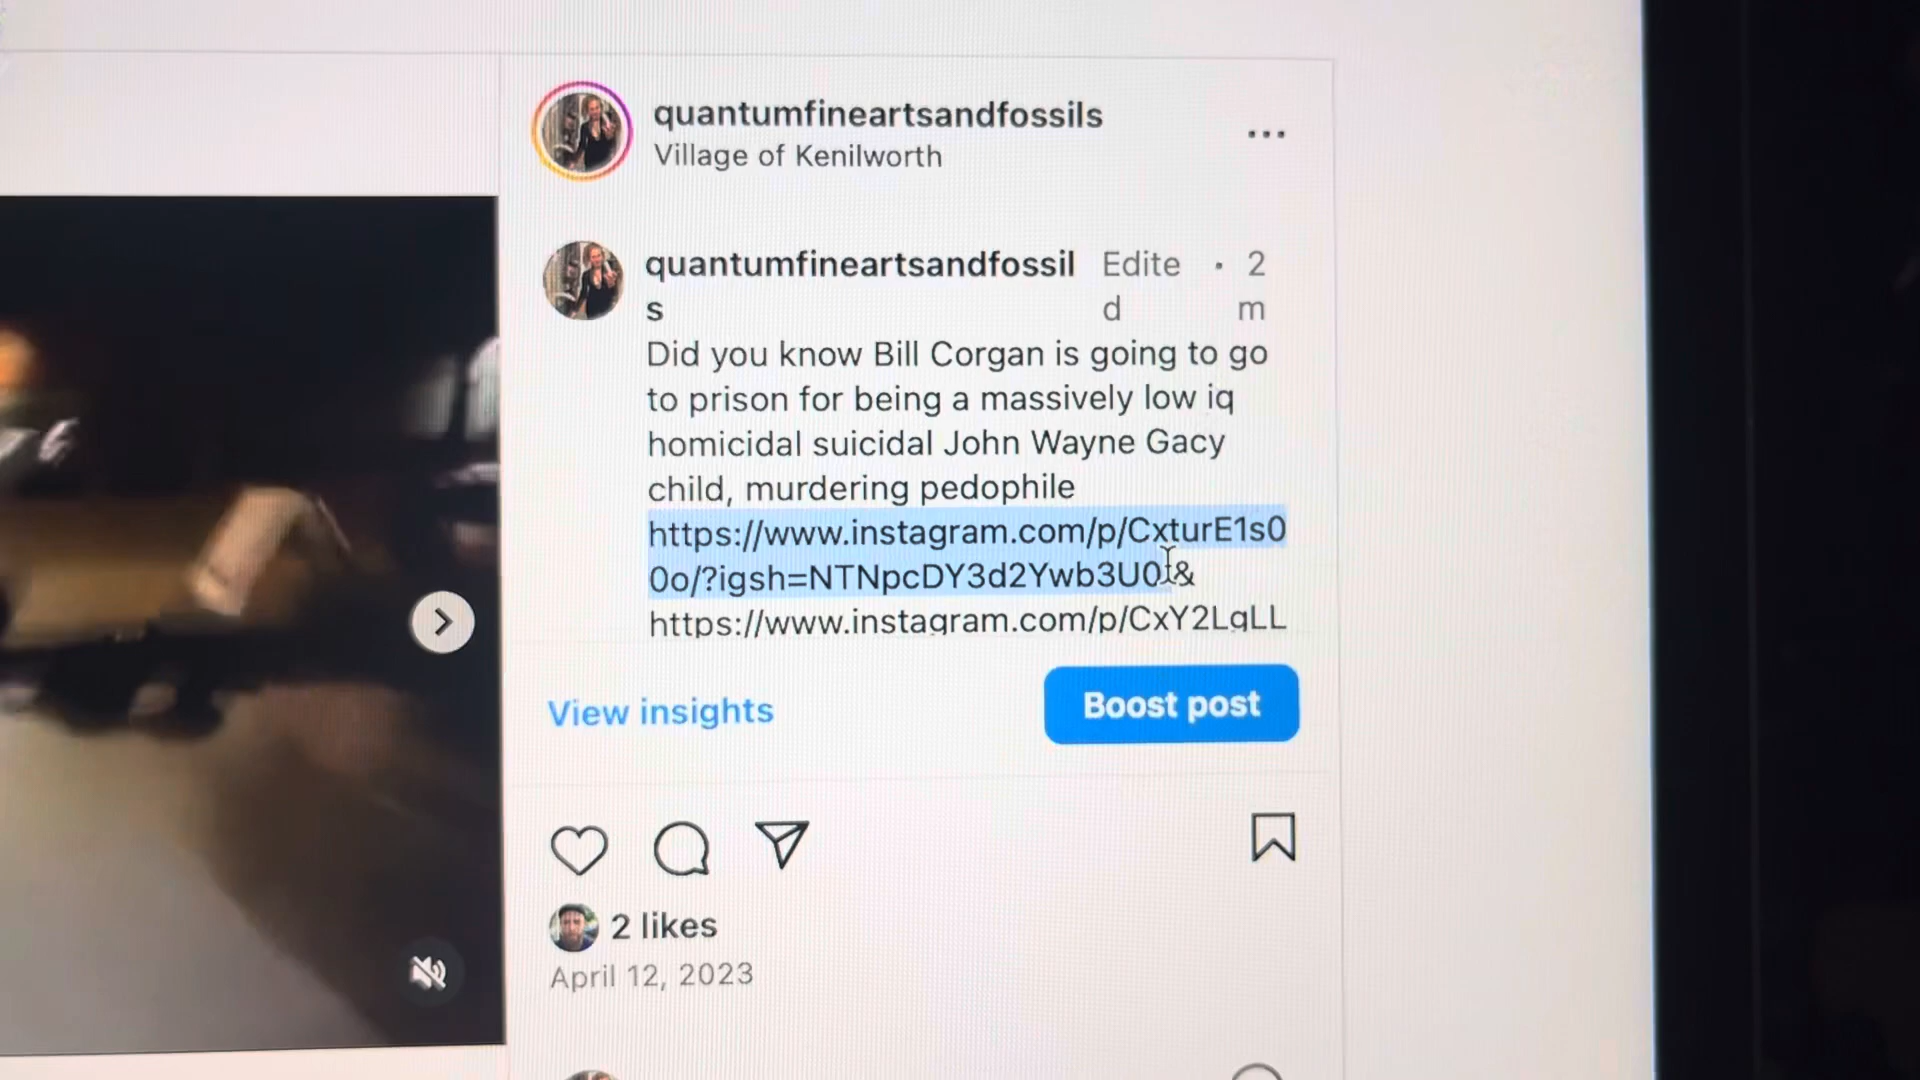 quantumfineartsandfossils
Village of Kenilworth
quantumfineartsandfossil Edite · 2
s d m
Did you know Bill Corgan is going to go
to prison for being a massively low iq
homicidal suicidal John Wayne Gacy
child, murdering pedophile
https://www.instagram.com/p/CxturE1s0
0o/?igsh=NTNpcDY3d2Ywb3U0&
https://www.instagram.com/p/CxY2LqLL
View insights
Boost post
2 likes
April 12, 2023